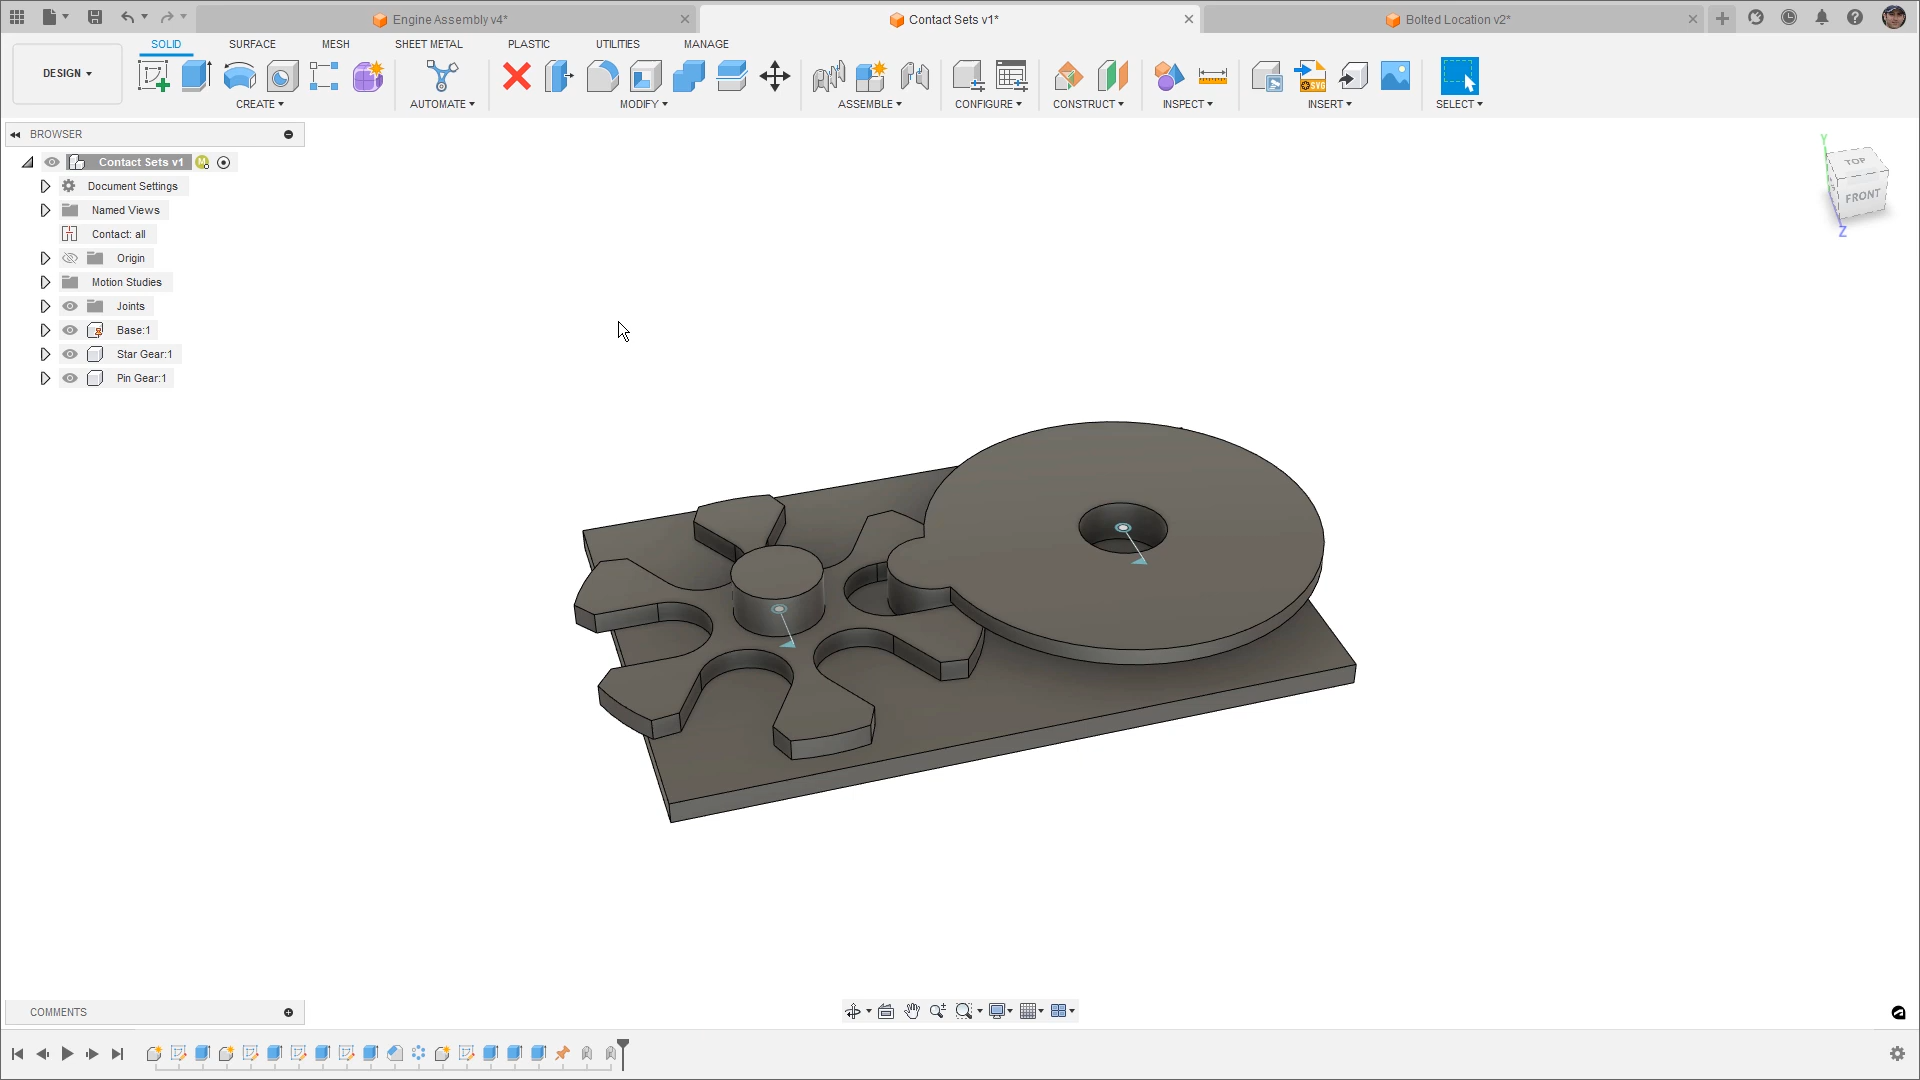 Engine Assembly v4*
Contact Sets v1*
Bolted Location v2*
DESIGN
SOLID
SURFACE
MESH
SHEET METAL
PLASTIC
UTILITIES
MANAGE
CREATE
AUTOMATE
MODIFY
ASSEMBLE
CONFIGURE
CONSTRUCT
INSPECT
INSERT
SELECT
SVG
BROWSER
Contact Sets v1
M
Document Settings
Named Views
Contact: all
Origin
Motion Studies
Joints
Base:1
Star Gear:1
Pin Gear:1
Y
TOP
FRONT
Z
COMMENTS